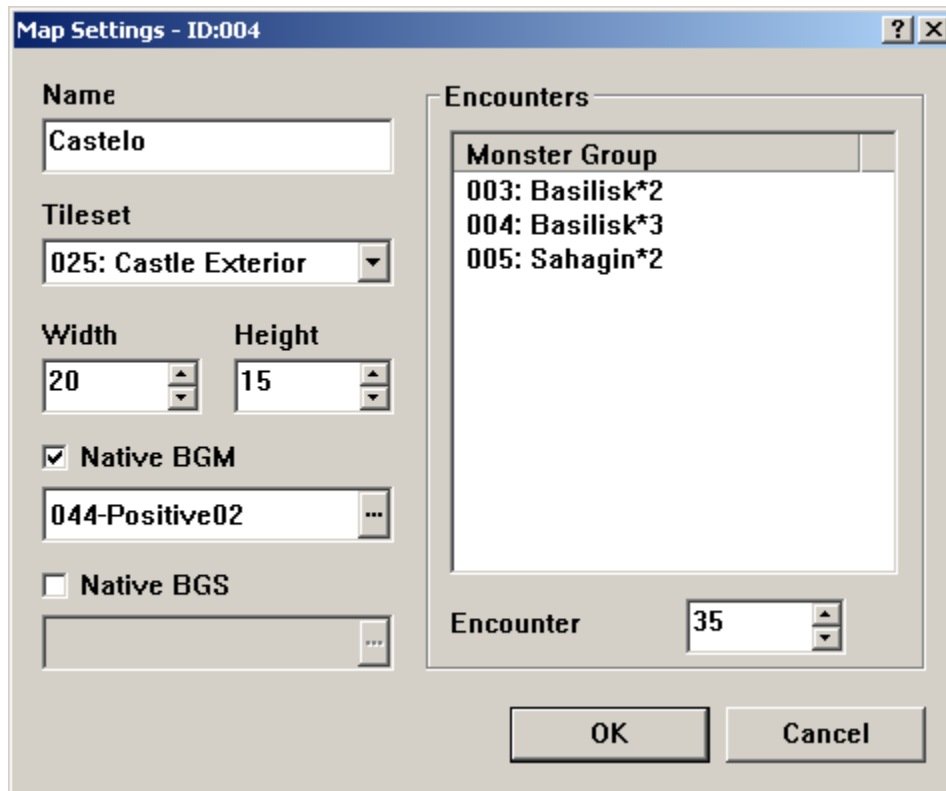 Map Settings - ID:004
Name
Castelo
Tileset
025: Castle Exterior
Width
Height
20
15
Native BGM
044-Positive02
...
Native BGS
...
Encounters
Monster Group
003: Basilisk*2
004: Basilisk*3
005: Sahagin*2
Encounter
35
OK
Cancel